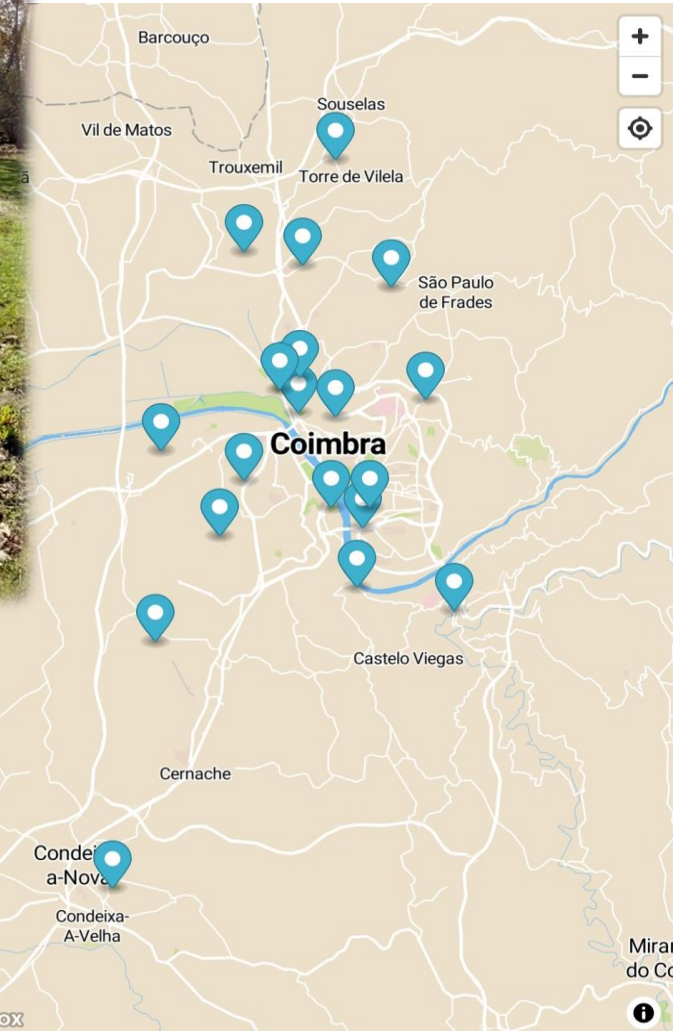 Barcouço
Souselas
Vil de Matos
Trouxemil
Torre de Vilela
São Paulo
de Frades
Coimbra
Castelo Viegas
Cernache
a-Nova
Condeixa-
A-Velha